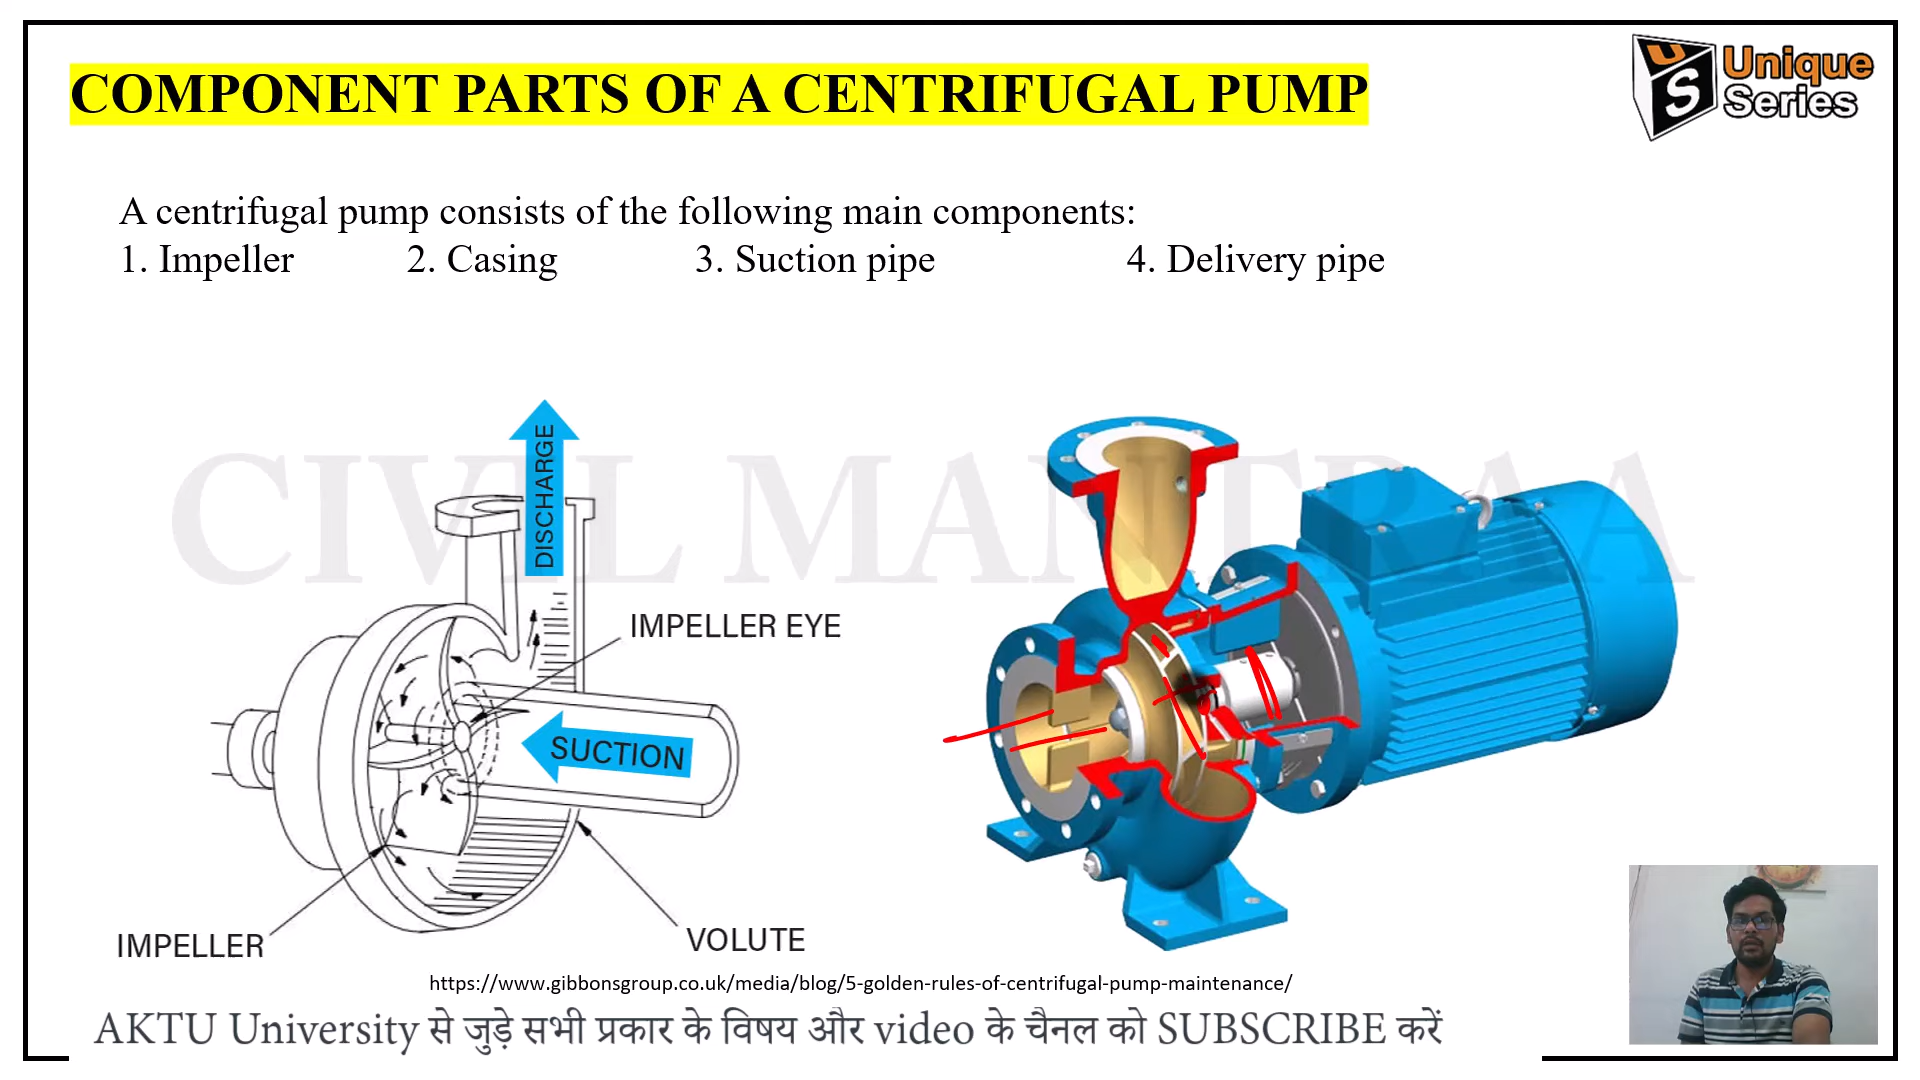 U
S
Unique
Series
COMPONENT PARTS OF A CENTRIFUGAL PUMP
A centrifugal pump consists of the following main components:
1. Impeller 2. Casing 3. Suction pipe 4. Delivery pipe
CIVIL MANTRAA
DISCHARGE
IMPELLER EYE
SUCTION
IMPELLER
VOLUTE
https://www.gibbonsgroup.co.uk/media/blog/5-golden-rules-of-centrifugal-pump-maintenance/
AKTU University से जुड़े सभी प्रकार के विषय और video के चैनल को SUBSCRIBE करें